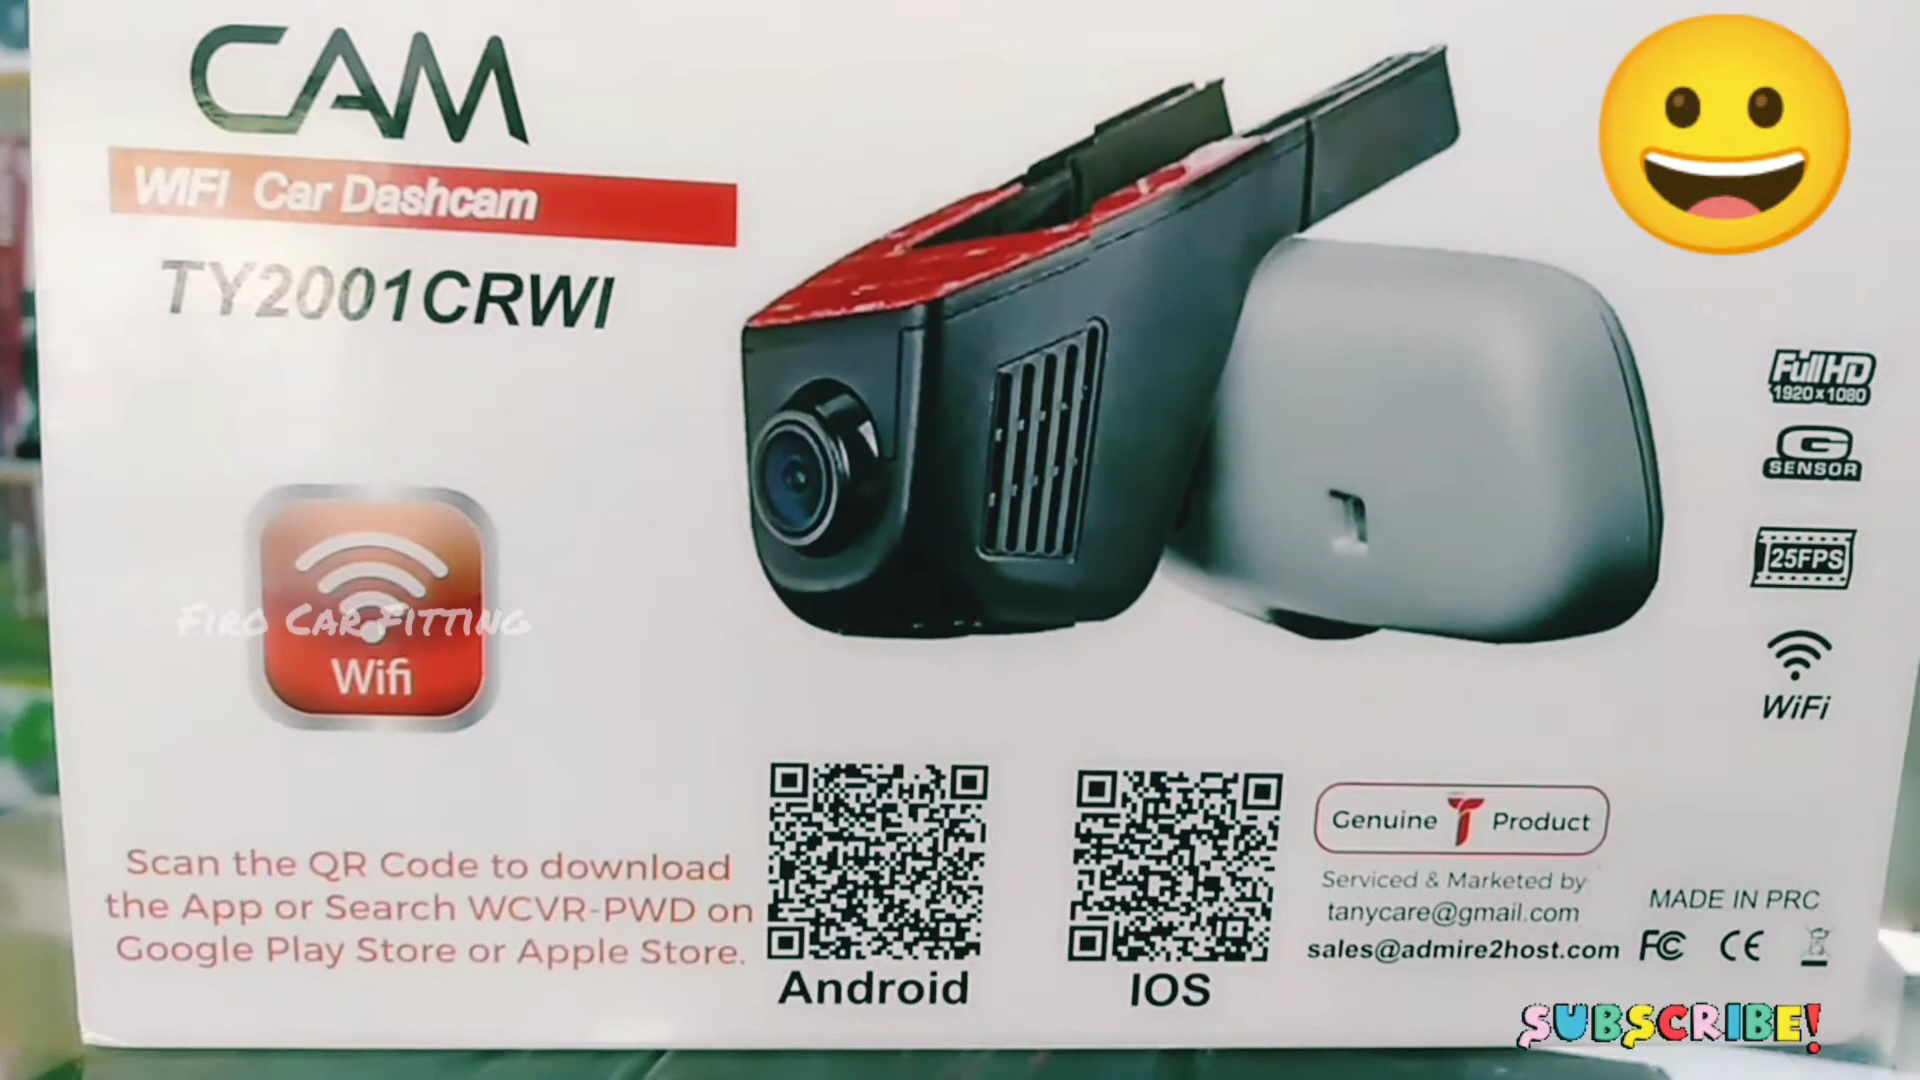 CAM
WIFI Car Dashcam
TY2001CRWI
FullHD
1920x1080
G
SENSOR
25FPS
WiFi
Firo Car Fitting
Wifi
Scan the QR Code to download
the App or Search WCVR-PWD on
Google Play Store or Apple Store.
Android
IOS
Genuine T Product
Serviced & Marketed by
tanycare@gmail.com
sales@admire2host.com
MADE IN PRC
FC CE
SUBSCRIBE!